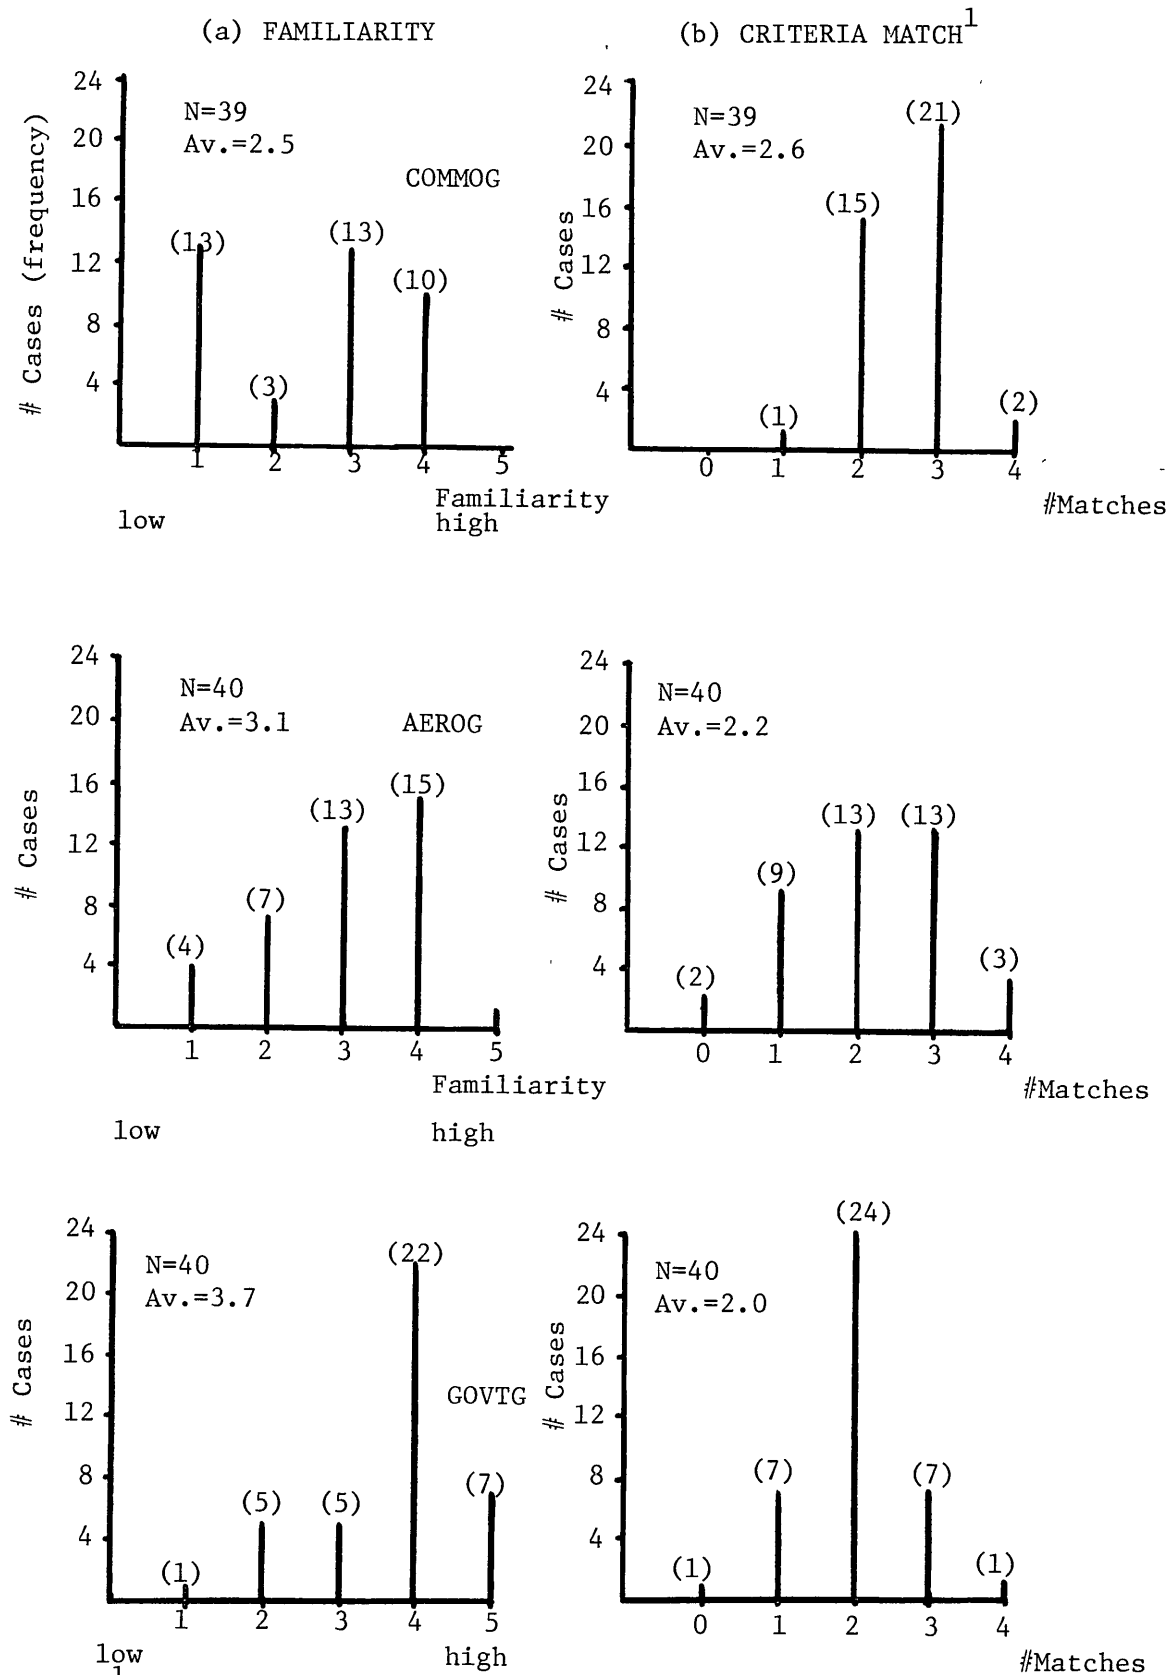 (a) FAMILIARITY
(b) CRITERIA MATCH1
24
20
16
12
8
4
# Cases (frequency)
N=39
Av.=2.5
COMMOG
(13)
(3)
(13)
(10)
1
2
3
4
5
Familiarity
low
high
24
20
16
12
8
4
# Cases
N=39
Av.=2.6
(1)
(15)
(21)
(2)
0
1
2
3
4
#Matches
24
20
16
12
8
4
# Cases
N=40
Av.=3.1
AEROG
(4)
(7)
(13)
(15)
1
2
3
4
5
Familiarity
low
high
24
20
16
12
8
4
# Cases
N=40
Av.=2.2
(2)
(9)
(13)
(13)
(3)
0
1
2
3
4
#Matches
24
20
16
12
8
4
# Cases
N=40
Av.=3.7
GOVTG
(1)
(5)
(5)
(22)
(7)
1
2
3
4
5
low
high
24
20
16
12
8
4
# Cases
N=40
Av.=2.0
(1)
(7)
(24)
(7)
(1)
0
1
2
3
4
#Matches